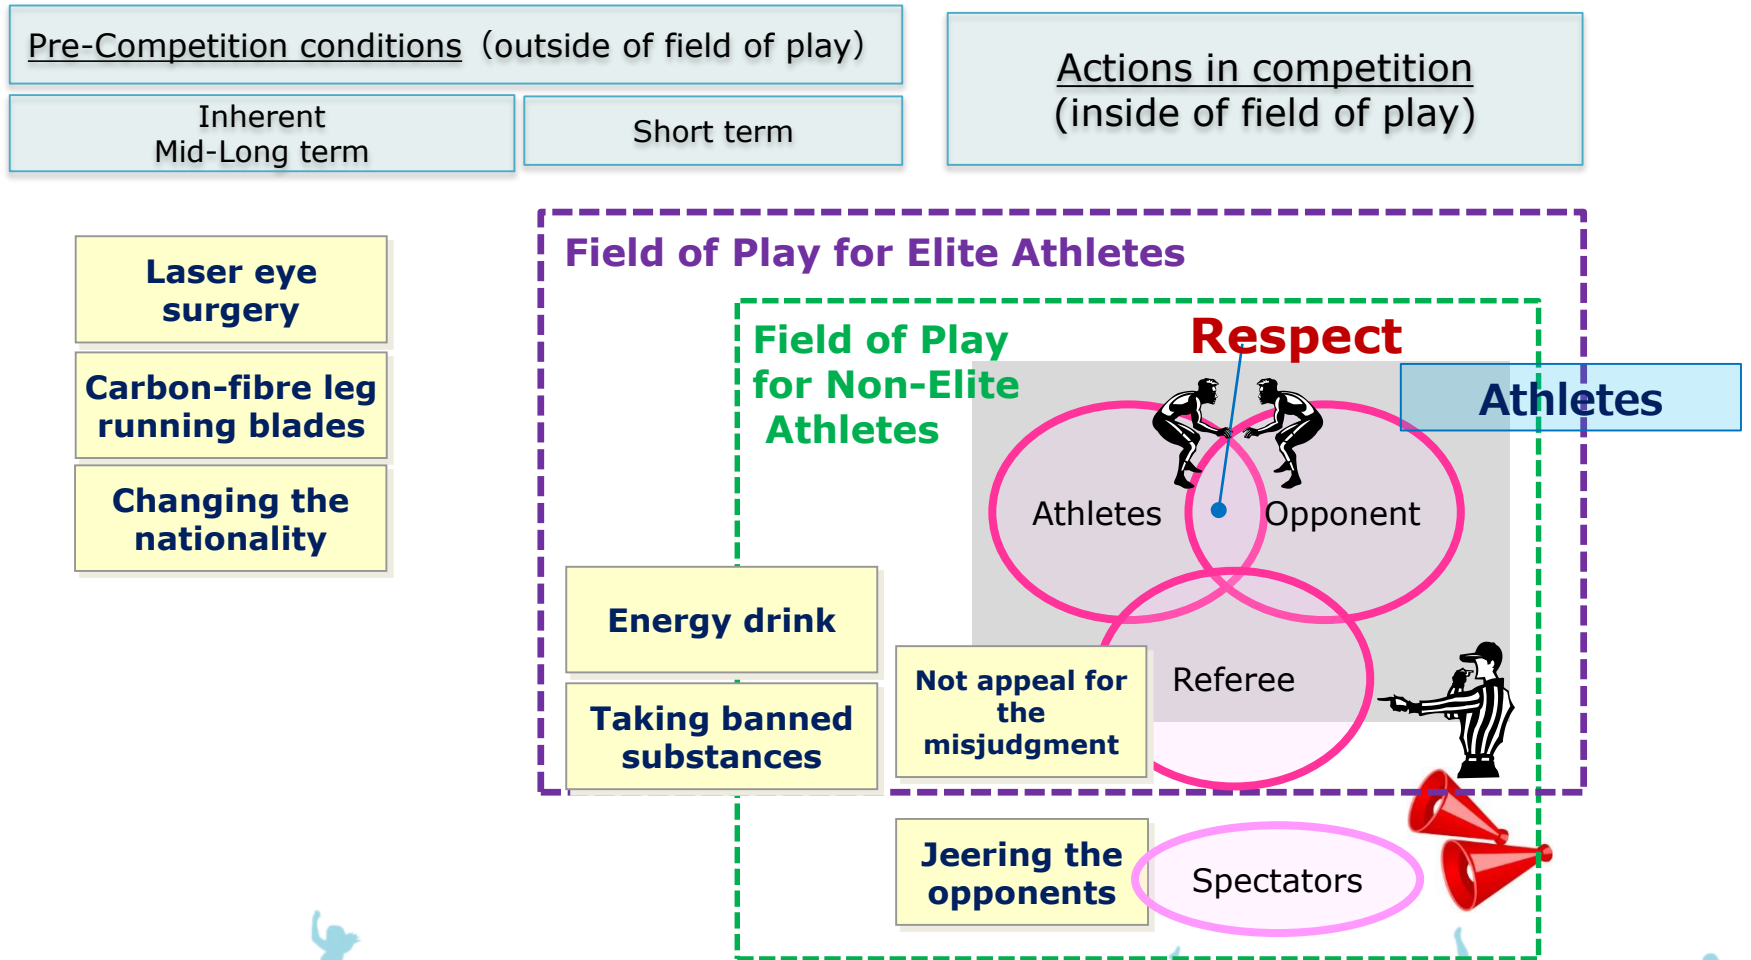 Pre-Competition conditions（outside of field of play）
Inherent
Mid-Long term
Short term
Actions in competition
(inside of field of play)
Laser eye
surgery
Carbon-fibre leg
running blades
Changing the
nationality
Field of Play for Elite Athletes
Field of Play
for Non-Elite
Athletes
Respect
Athletes
Athletes
Opponent
Referee
Energy drink
Taking banned
substances
Not appeal for
the
misjudgment
Jeering the
opponents
Spectators